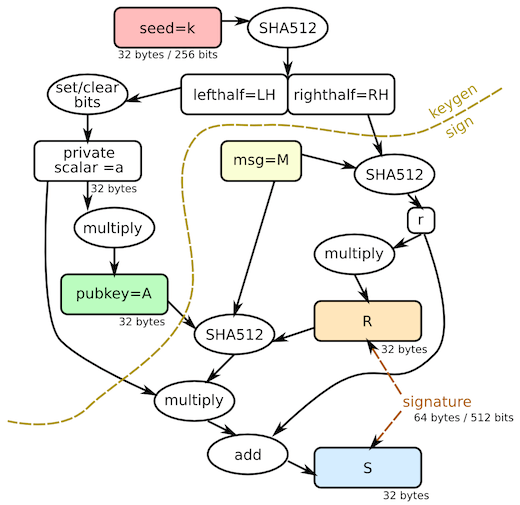 seed=k
SHA512
32 bytes / 256 bits
set/clear
bits
lefthalf=LH
righthalf=RH
keygen
sign
private
scalar =a
32 bytes
msg=M
SHA512
r
multiply
multiply
pubkey=A
32 bytes
R
32 bytes
SHA512
multiply
signature
64 bytes / 512 bits
add
S
32 bytes